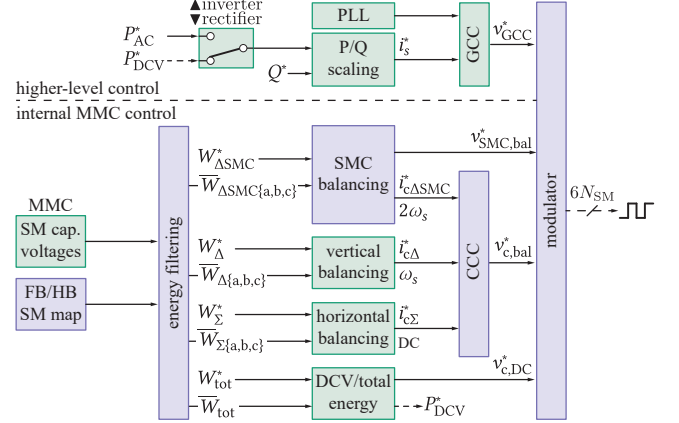 ▲inverter
▼rectifier
P*AC
P*DCV
Q*
PLL
P/Q
scaling
i*s
GCC
v*GCC
higher-level control
internal MMC control
MMC
SM cap.
voltages
FB/HB
SM map
energy filtering
W*ΔSMC
W̅ΔSMC{a,b,c}
SMC
balancing
v*SMC,bal
i*cΔSMC
2ωs
W*Δ
W̅Δ{a,b,c}
vertical
balancing
i*cΔ
ωs
W*Σ
W̅Σ{a,b,c}
horizontal
balancing
i*cΣ
DC
CCC
v*c,bal
W*tot
W̅tot
DCV/total
energy
v*c,DC
P*DCV
modulator
6NSM